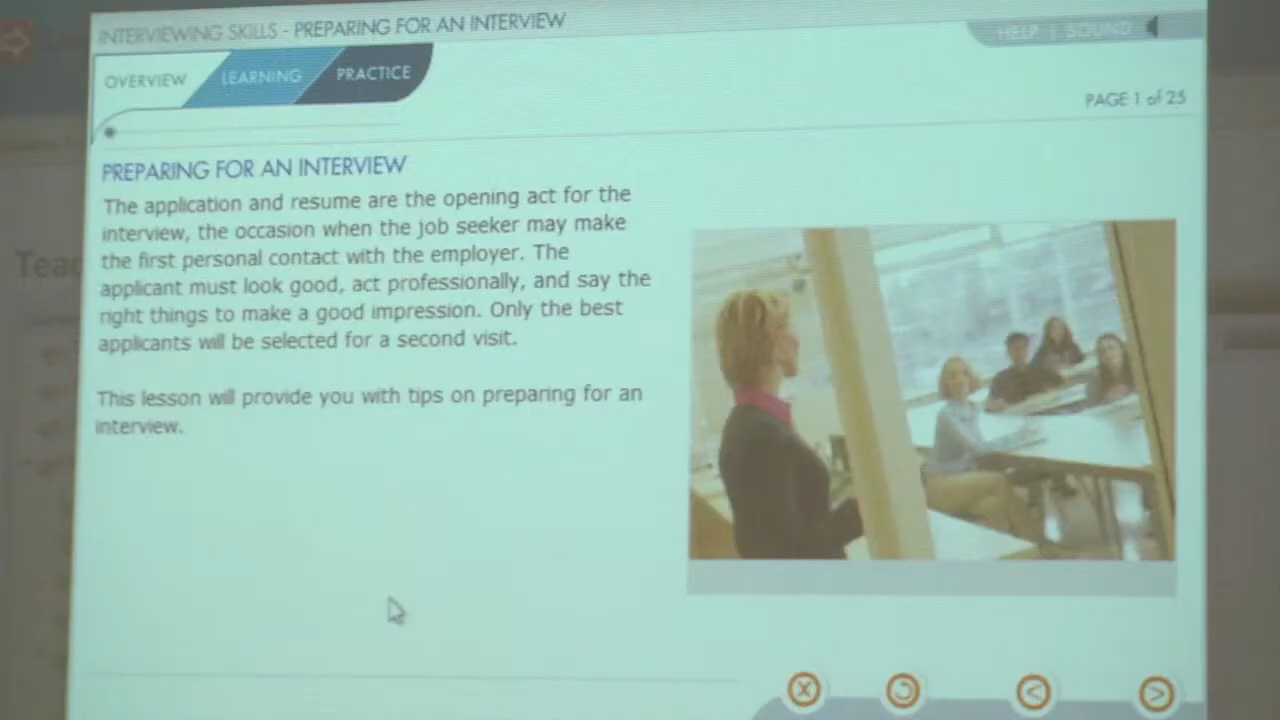 INTERVIEWING SKILLS - PREPARING FOR AN INTERVIEW
HELP | SOUND
OVERVIEW
LEARNING
PRACTICE
PAGE 1 of 25
PREPARING FOR AN INTERVIEW
The application and resume are the opening act for the
interview, the occasion when the job seeker may make
the first personal contact with the employer. The
applicant must look good, act professionally, and say the
right things to make a good impression. Only the best
applicants will be selected for a second visit.
This lesson will provide you with tips on preparing for an
interview.